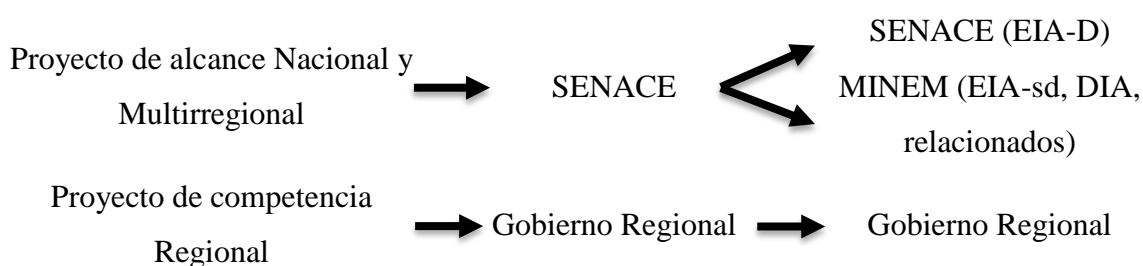 Proyecto de alcance Nacional y
Multirregional
SENACE
SENACE (EIA-D)
MINEM (EIA-sd, DIA,
relacionados)
Proyecto de competencia
Regional
Gobierno Regional
Gobierno Regional